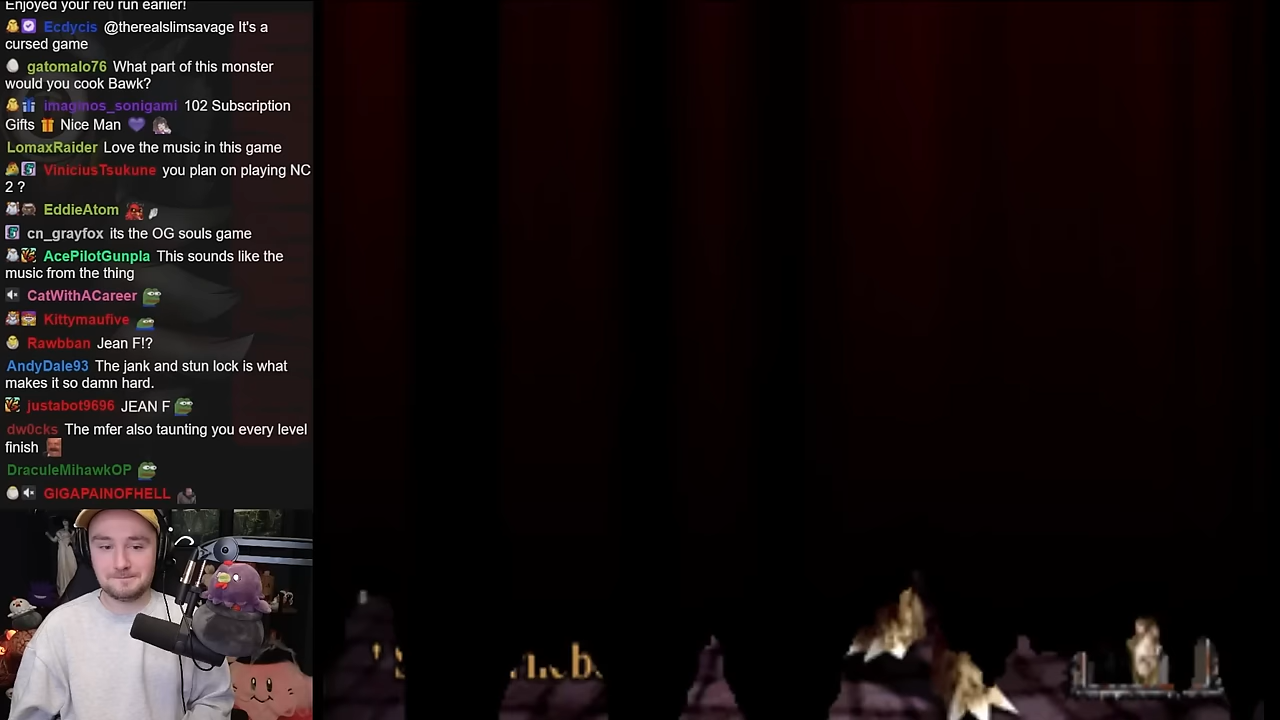 Enjoyed your re0 run earlier!
Ecdycis @therealslimsavage It's a
cursed game
gatomalo76 What part of this monster
would you cook Bawk?
imaginos_sonigami 102 Subscription
Gifts Nice Man
LomaxRaider Love the music in this game
ViniciusTsukune you plan on playing NC
2 ?
EddieAtom
cn_grayfox its the OG souls game
AcePilotGunpla This sounds like the
music from the thing
CatWithACareer
Kittymaufive
Rawbban Jean F!?
AndyDale93 The jank and stun lock is what
makes it so damn hard.
justabot9696 JEAN F
dw0cks The mfer also taunting you every level
finish
DraculeMihawkOP
GIGAPAINOFHELL